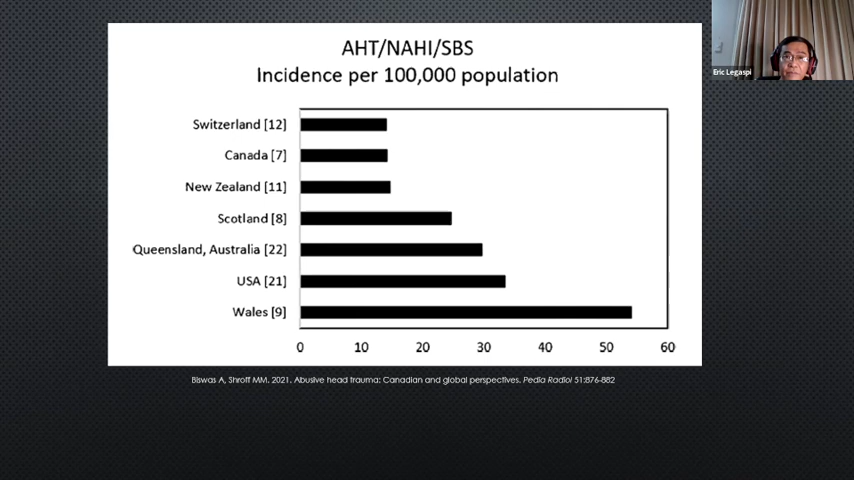 AHT/NAHI/SBS
Incidence per 100,000 population
Switzerland [12]
Canada [7]
New Zealand [11]
Scotland [8]
Queensland, Australia [22]
USA [21]
Wales [9]
0 10 20 30 40 50 60
Biswas A, Shroff MM. 2021. Abusive head trauma: Canadian and global perspectives. Pedia Radiol 51:876-882
Eric Legaspi